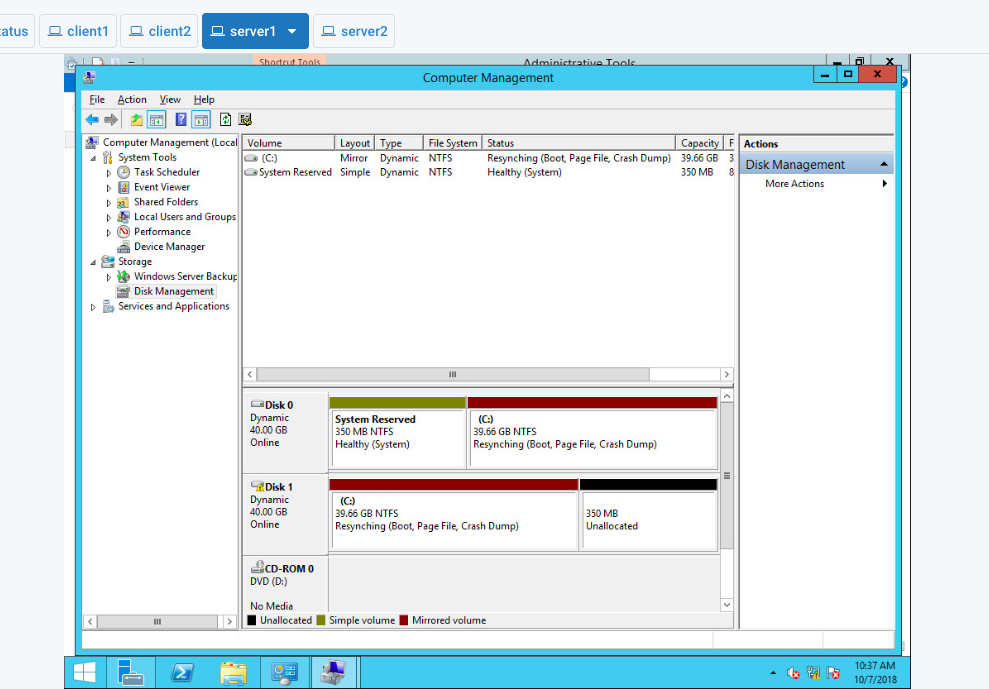 atus client1 client2 server1 server2
Shortcut Tools Administrative Tools
Computer Management
File Action View Help
Computer Management (Local
System Tools
Task Scheduler
Event Viewer
Shared Folders
Local Users and Groups
Performance
Device Manager
Storage
Windows Server Backup
Disk Management
Services and Applications
Volume Layout Type File System Status Capacity F
(C:) Mirror Dynamic NTFS Resynching (Boot, Page File, Crash Dump) 39.66 GB 3
System Reserved Simple Dynamic NTFS Healthy (System) 350 MB 8
Disk 0
Dynamic
40.00 GB
Online
System Reserved
350 MB NTFS
Healthy (System)
(C:)
39.66 GB NTFS
Resynching (Boot, Page File, Crash Dump)
Disk 1
Dynamic
40.00 GB
Online
(C:)
39.66 GB NTFS
Resynching (Boot, Page File, Crash Dump)
350 MB
Unallocated
CD-ROM 0
DVD (D:)
No Media
Unallocated Simple volume Mirrored volume
Actions
Disk Management
More Actions
10:37 AM
10/7/2018